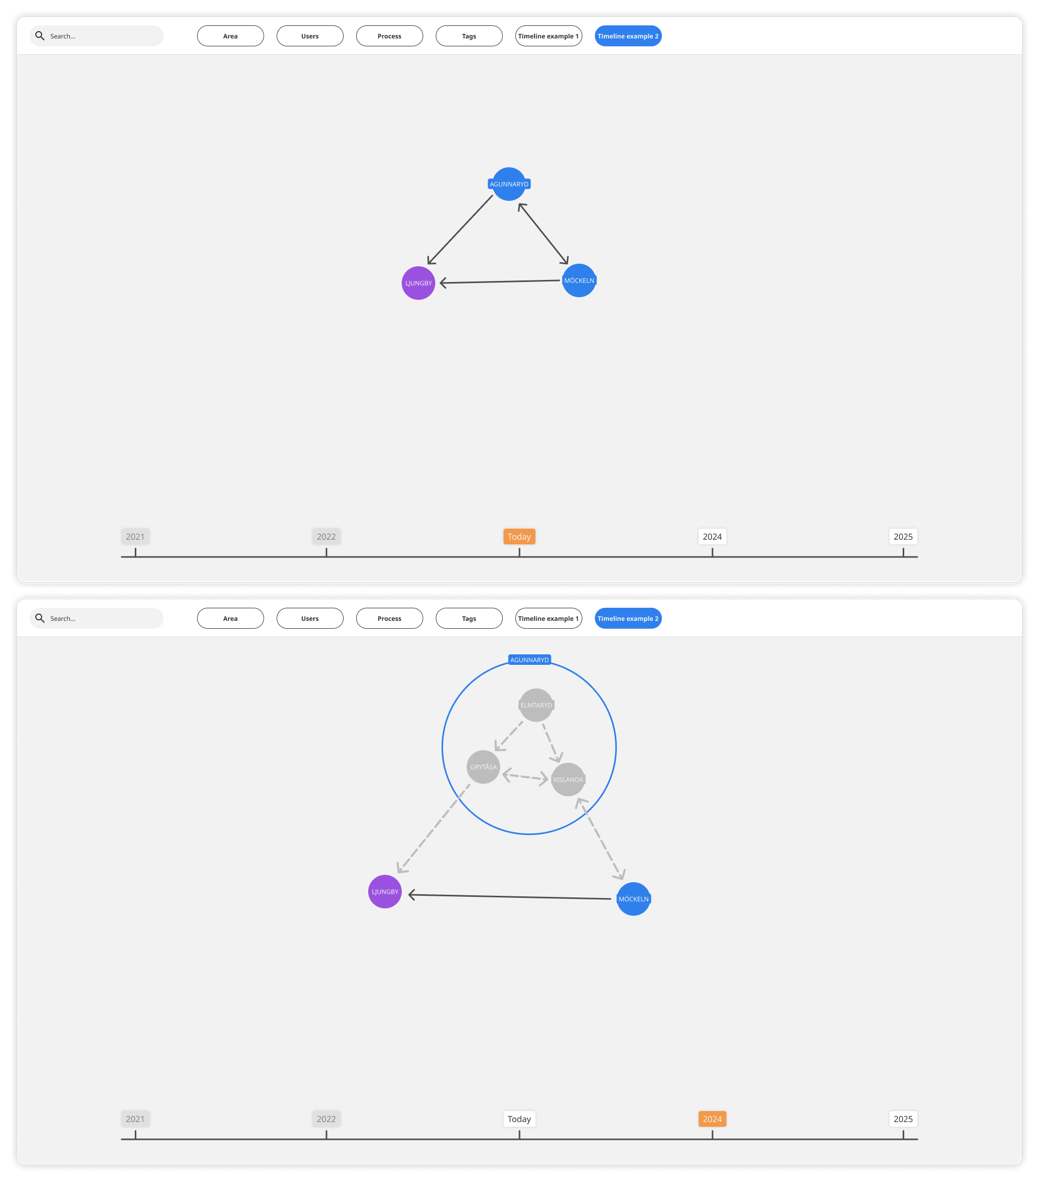 Search...
Area
Users
Process
Tags
Timeline example 1
Timeline example 2
AGUNNARYD
LJUNGBY
MÖCKELN
2021
2022
Today
2024
2025
Search...
Area
Users
Process
Tags
Timeline example 1
Timeline example 2
AGUNNARYD
ELMTARYD
GRYTÅSA
VISLANDA
LJUNGBY
MÖCKELN
2021
2022
Today
2024
2025